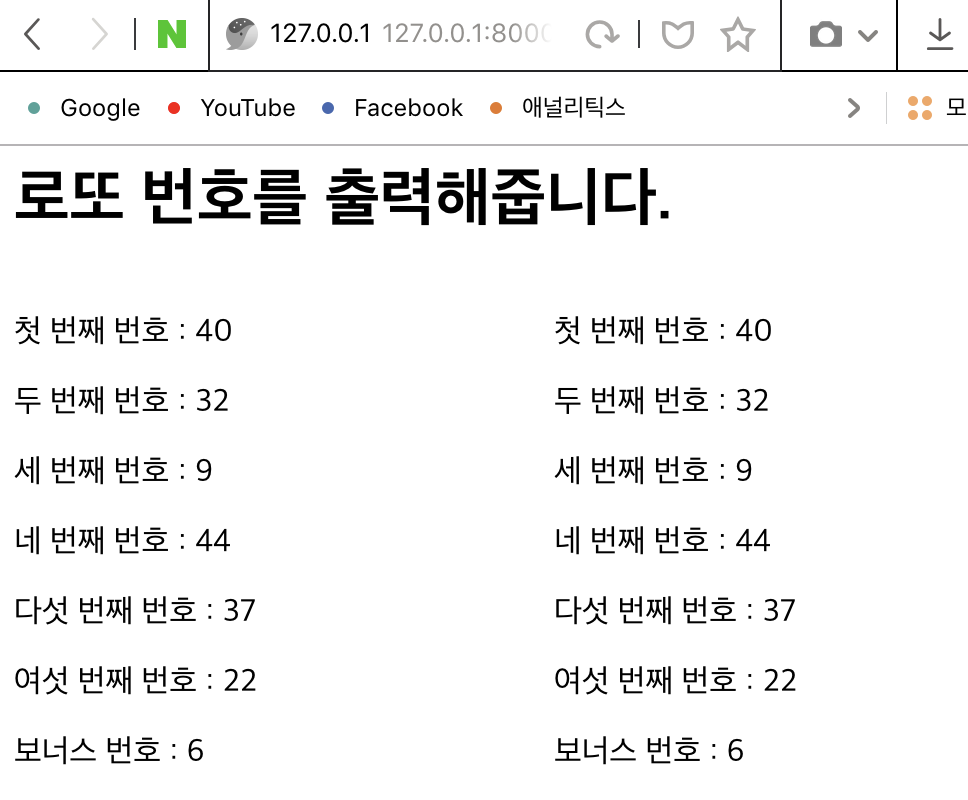 N 127.0.0.1 127.0.0.1:800
Google YouTube Facebook 애널리틱스 모
로또 번호를 출력해줍니다.
첫 번째 번호 : 40 첫 번째 번호 : 40
두 번째 번호 : 32 두 번째 번호 : 32
세 번째 번호 : 9 세 번째 번호 : 9
네 번째 번호 : 44 네 번째 번호 : 44
다섯 번째 번호 : 37 다섯 번째 번호 : 37
여섯 번째 번호 : 22 여섯 번째 번호 : 22
보너스 번호 : 6 보너스 번호 : 6